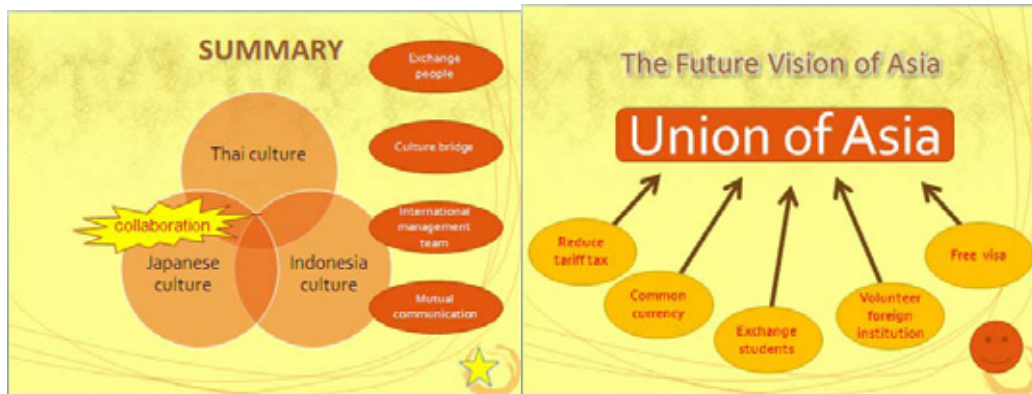 SUMMARY
Exchange
people
Thai culture
Culture bridge
collaboration
International
management
team
Japanese
culture
Indonesia
culture
Mutual
communication
The Future Vision of Asia
Union of Asia
Reduce
tariff tax
Free visa
Common
currency
Volunteer
foreign
institution
Exchange
students